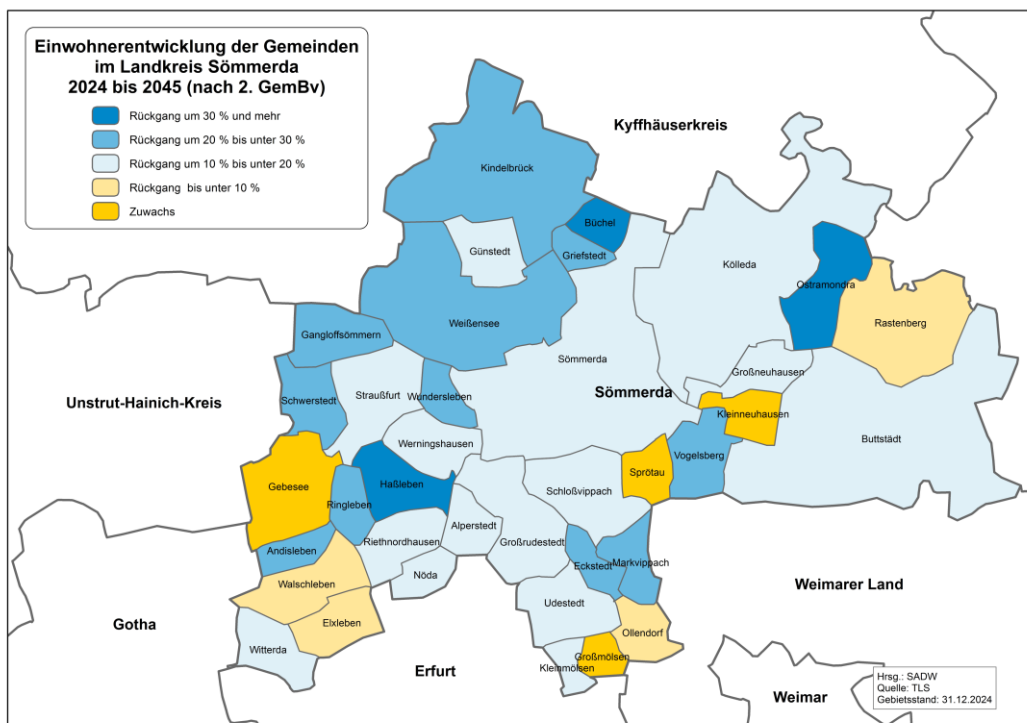 Einwohnerentwicklung der Gemeinden
im Landkreis Sömmerda
2024 bis 2045 (nach 2. GemBv)
Rückgang um 30 % und mehr
Rückgang um 20 % bis unter 30 %
Rückgang um 10 % bis unter 20 %
Rückgang bis unter 10 %
Zuwachs
Kyffhäuserkreis
Kindelbrück
Büchel
Günstedt
Griefstedt
Kölleda
Ostramondra
Rastenberg
Weißensee
Gangloffsömmern
Sömmerda
Großneuhausen
Unstrut-Hainich-Kreis
Schwerstedt
Straußfurt
Wundersleben
Sömmerda
Kleinneuhausen
Werningshausen
Buttstädt
Vogelsberg
Sprötau
Gebesee
Haßleben
Schloßvippach
Ringleben
Alperstedt
Großrudestedt
Riethnordhausen
Andisleben
Eckstedt
Markvippach
Nöda
Walschleben
Weimarer Land
Udestedt
Gotha
Elxleben
Ollendorf
Witterda
Großmölsen
Kleinmölsen
Erfurt
Weimar
Hrsg.: SADW
Quelle: TLS
Gebietsstand: 31.12.2024